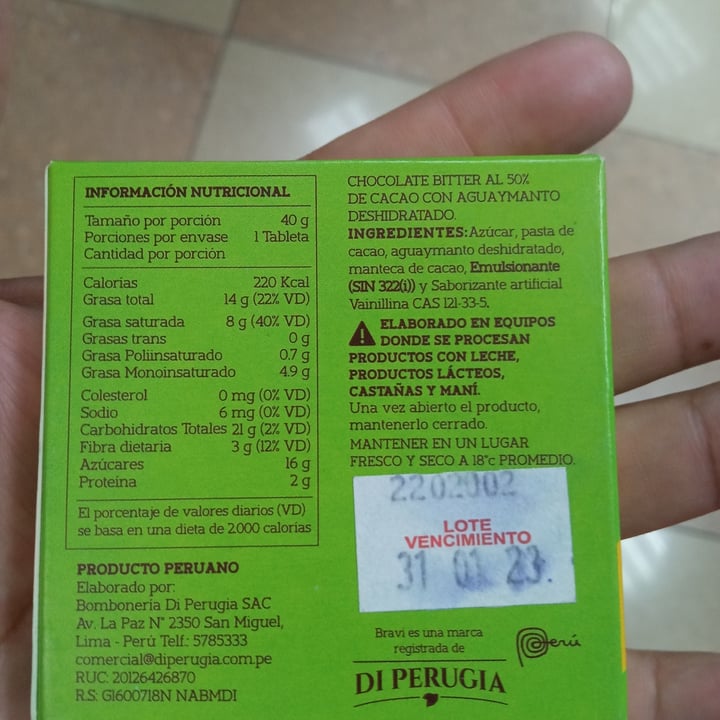 INFORMACIÓN NUTRICIONAL
Tamaño por porción 40 g
Porciones por envase 1 Tableta
Cantidad por porción
Calorías 220 Kcal
Grasa total 14 g (22% VD)
Grasa saturada 8 g (40% VD)
Grasas trans 0 g
Grasa Poliinsaturado 0.7 g
Grasa Monoinsaturado 4.9 g
Colesterol 0 mg (0% VD)
Sodio 6 mg (0% VD)
Carbohidratos Totales 21 g (2% VD)
Fibra dietaria 3 g (12% VD)
Azúcares 16 g
Proteína 2 g
El porcentaje de valores diarios (VD)
se basa en una dieta de 2000 calorías
PRODUCTO PERUANO
Elaborado por:
Bombonería Di Perugia SAC
Av. La Paz N° 2350 San Miguel,
Lima - Perú Telf.: 5785333
comercial@diperugia.com.pe
RUC: 20126426870
R.S: G1600718N NABMDI
CHOCOLATE BITTER AL 50%
DE CACAO CON AGUAYMANTO
DESHIDRATADO.
INGREDIENTES: Azúcar, pasta de
cacao, aguaymanto deshidratado,
manteca de cacao, Emulsionante
(SIN 322(i)) y Saborizante artificial
Vainillina CAS 121-33-5.
ELABORADO EN EQUIPOS
DONDE SE PROCESAN
PRODUCTOS CON LECHE,
PRODUCTOS LÁCTEOS,
CASTAÑAS Y MANÍ.
Una vez abierto el producto,
mantenerlo cerrado.
MANTENER EN UN LUGAR
FRESCO Y SECO A 18°c PROMEDIO.
2202002
LOTE
VENCIMIENTO
31 01 23.
Bravi es una marca
registrada de
Perú
DI PERUGIA